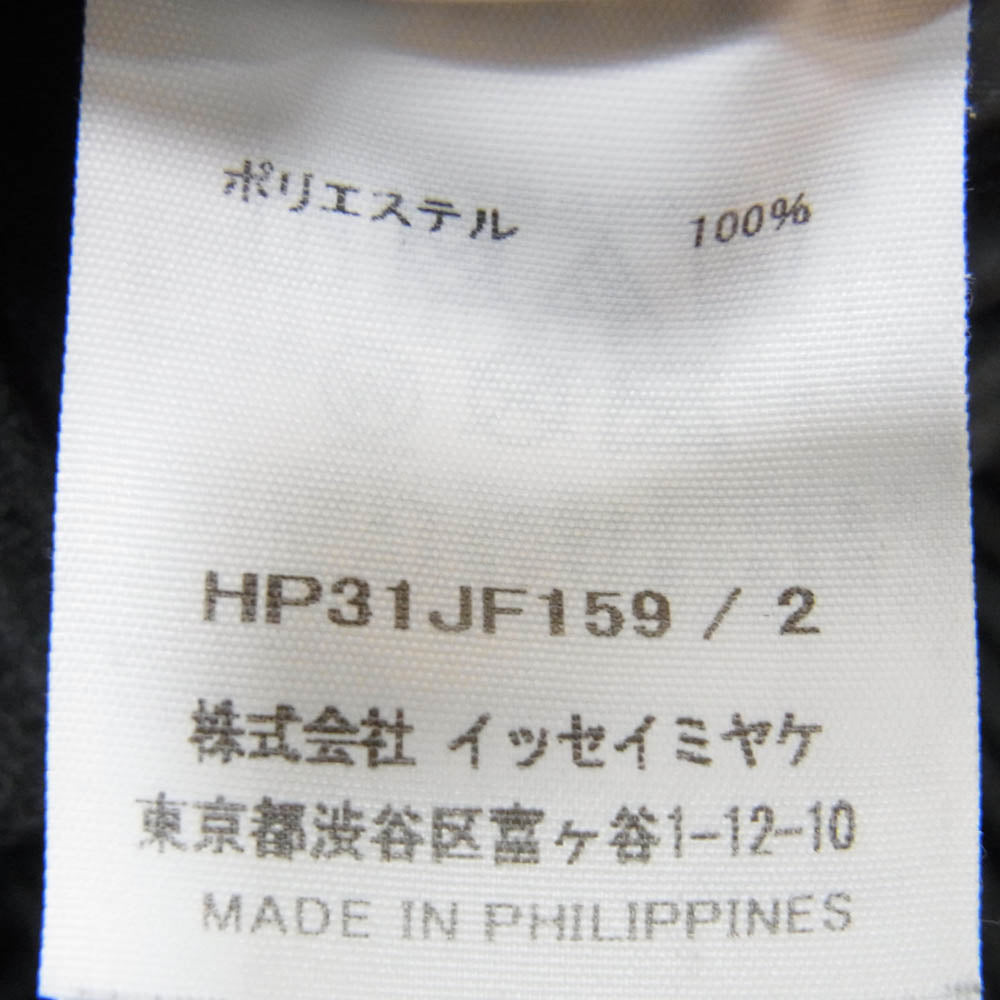 ポリエステル 100%
HP31JF159 / 2
株式会社 イッセイミヤケ
東京都渋谷区富ヶ谷1-12-10
MADE IN PHILIPPINES